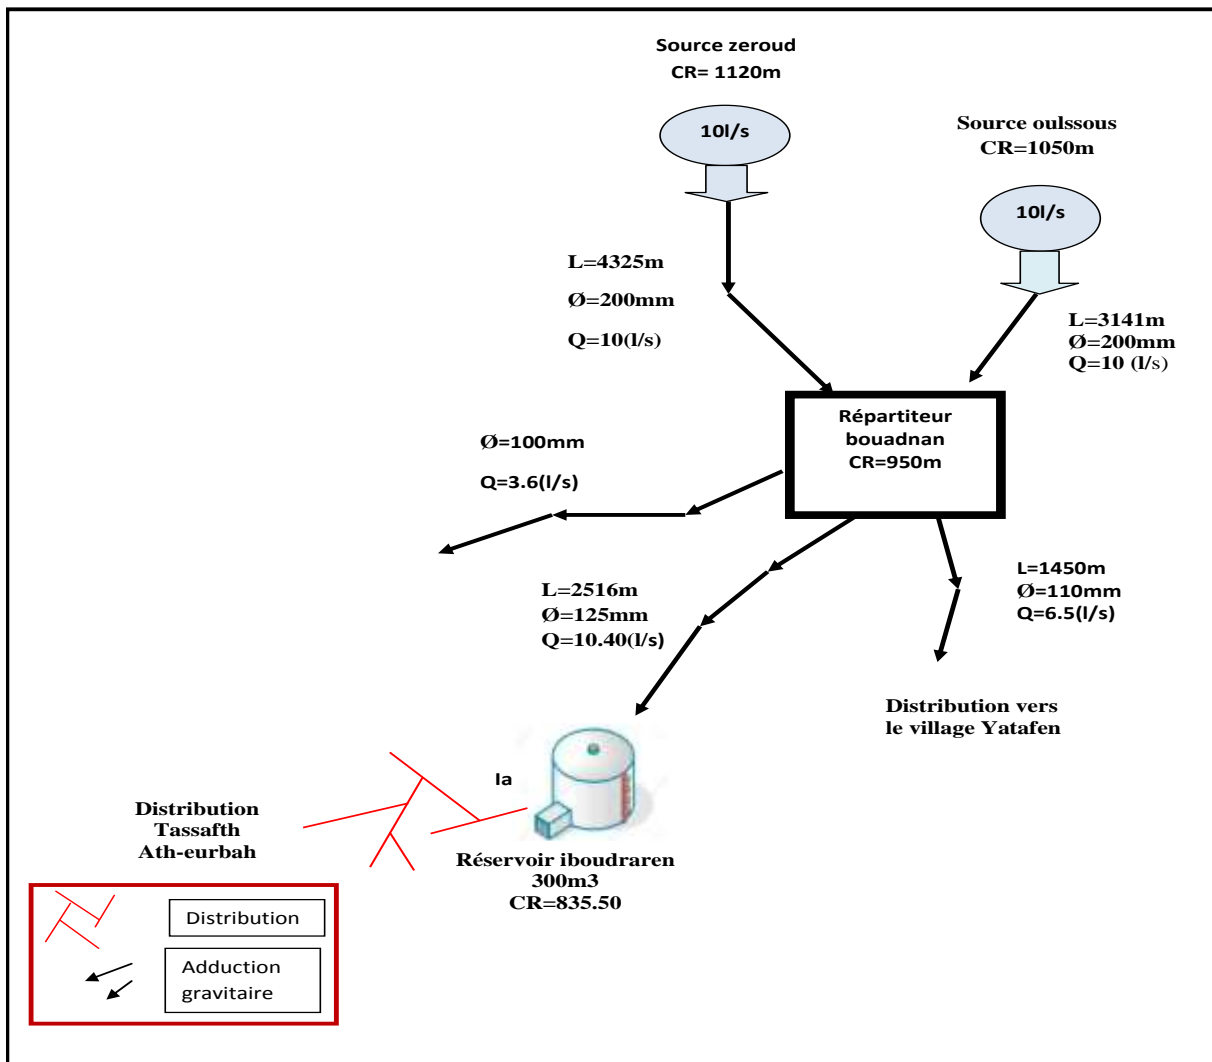 Source zeroud
CR= 1120m
10l/s
Source oulssous
CR=1050m
10l/s
L=4325m
Ø=200mm
Q=10(l/s)
L=3141m
Ø=200mm
Q=10 (l/s)
Répartiteur
bouadnan
CR=950m
Ø=100mm
Q=3.6(l/s)
L=2516m
Ø=125mm
Q=10.40(l/s)
L=1450m
Ø=110mm
Q=6.5(l/s)
Distribution vers
le village Yatafen
la
Distribution
Tassafth
Ath-eurbah
Réservoir iboudraren
300m3
CR=835.50
Distribution
Adduction
gravitaire